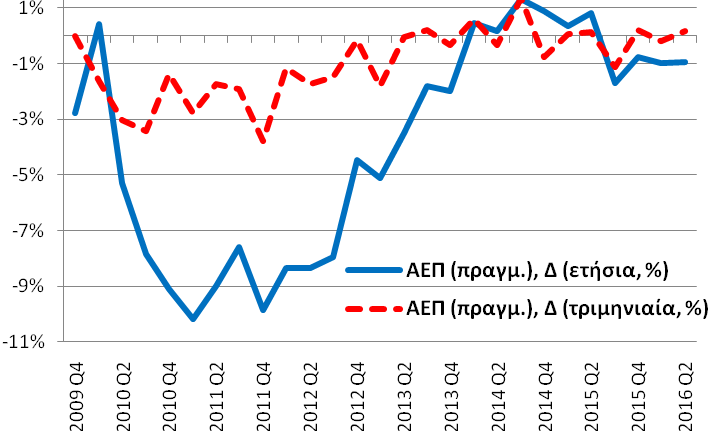 1%
-1%
-3%
-5%
-7%
-9%
-11%
ΑΕΠ (πραγμ.), Δ (ετήσια, %)
ΑΕΠ (πραγμ.), Δ (τριμηνιαία, %)
2009 Q4
2010 Q2
2010 Q4
2011 Q2
2011 Q4
2012 Q2
2012 Q4
2013 Q2
2013 Q4
2014 Q2
2014 Q4
2015 Q2
2015 Q4
2016 Q2